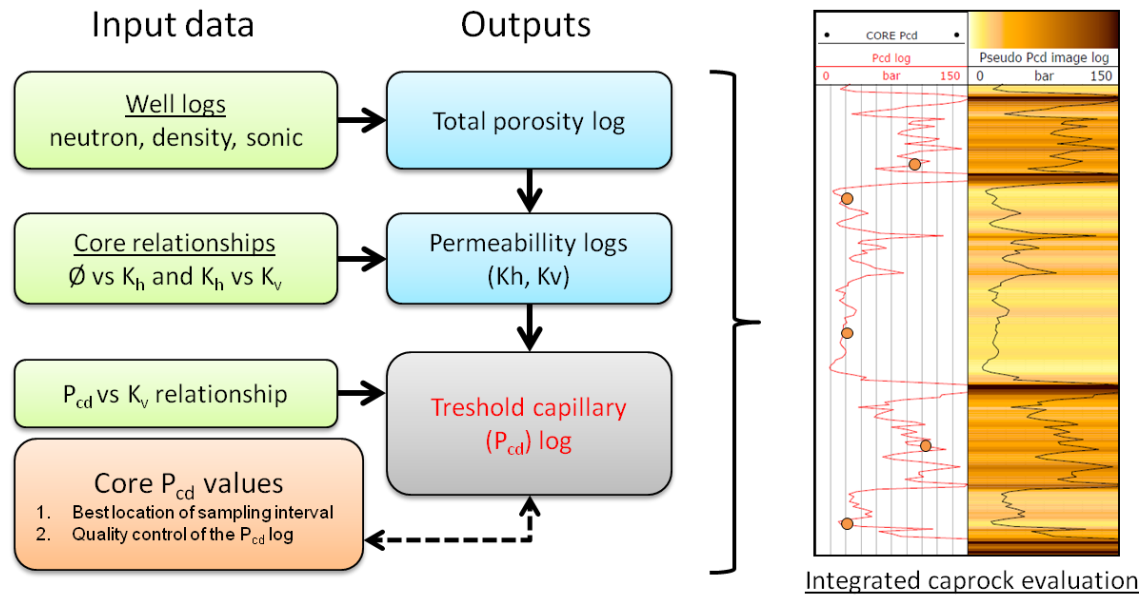 Input data
Outputs
Well logs
neutron, density, sonic
Total porosity log
Core relationships
Ø vs Kh and Kh vs Kv
Permeabillity logs
(Kh, Kv)
Pcd vs Kv relationship
Treshold capillary
(Pcd) log
Core Pcd values
1. Best location of sampling interval
2. Quality control of the Pcd log
CORE Pcd
Pcd log
0 bar 150
Pseudo Pcd image log
0 bar 150
Integrated caprock evaluation